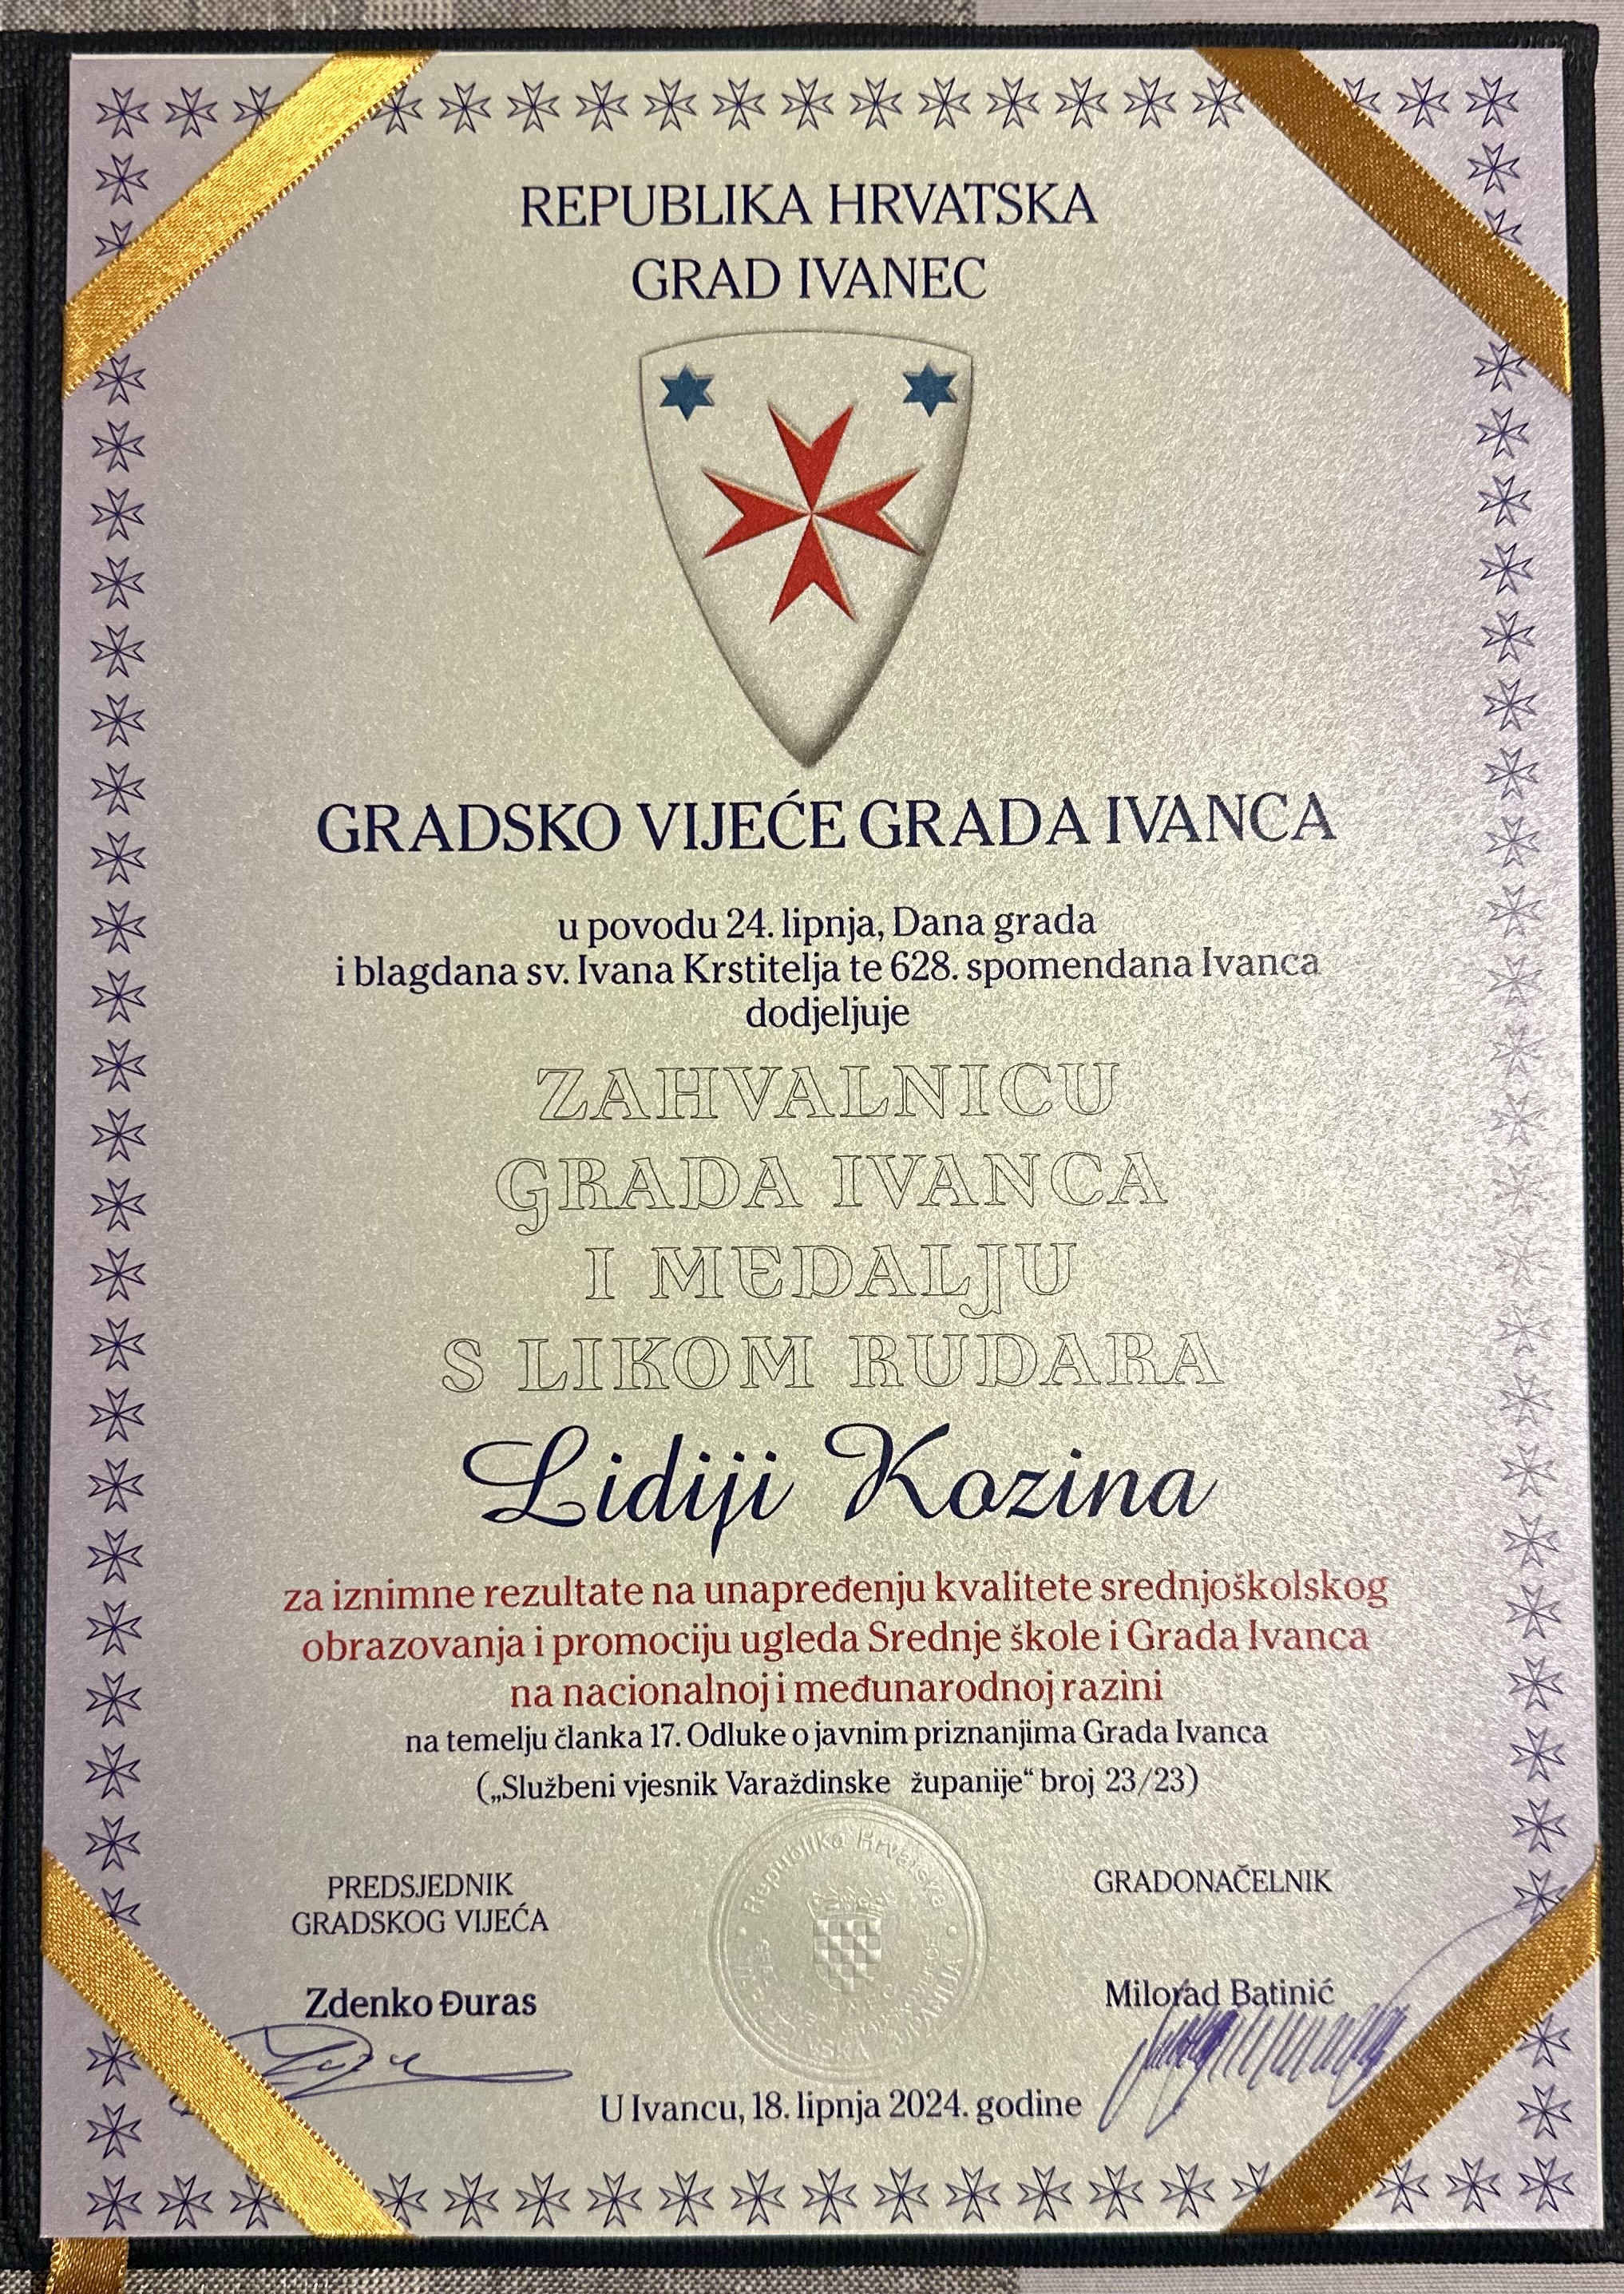 REPUBLIKA HRVATSKA
GRAD IVANEC
GRADSKO VIJEĆE GRADA IVANCA
u povodu 24. lipnja, Dana grada
i blagdana sv. Ivana Krstitelja te 628. spomendana Ivanca
dodjeljuje
ZAHVALNICU
GRADA IVANCA
I MEDALJU
S LIKOM RUDARA
Lidiji Kozina
za iznimne rezultate na unapređenju kvalitete srednjoškolskog
obrazovanja i promociju ugleda Srednje škole i Grada Ivanca
na nacionalnoj i međunarodnoj razini
na temelju članka 17. Odluke o javnim priznanjima Grada Ivanca
(„Službeni vjesnik Varaždinske županije“ broj 23/23)
Republika Hrvatska
PREDSJEDNIK
GRADSKOG VIJEĆA
Zdenko Đuras
GRADONAČELNIK
Milorad Batinić
U Ivancu, 18. lipnja 2024. godine